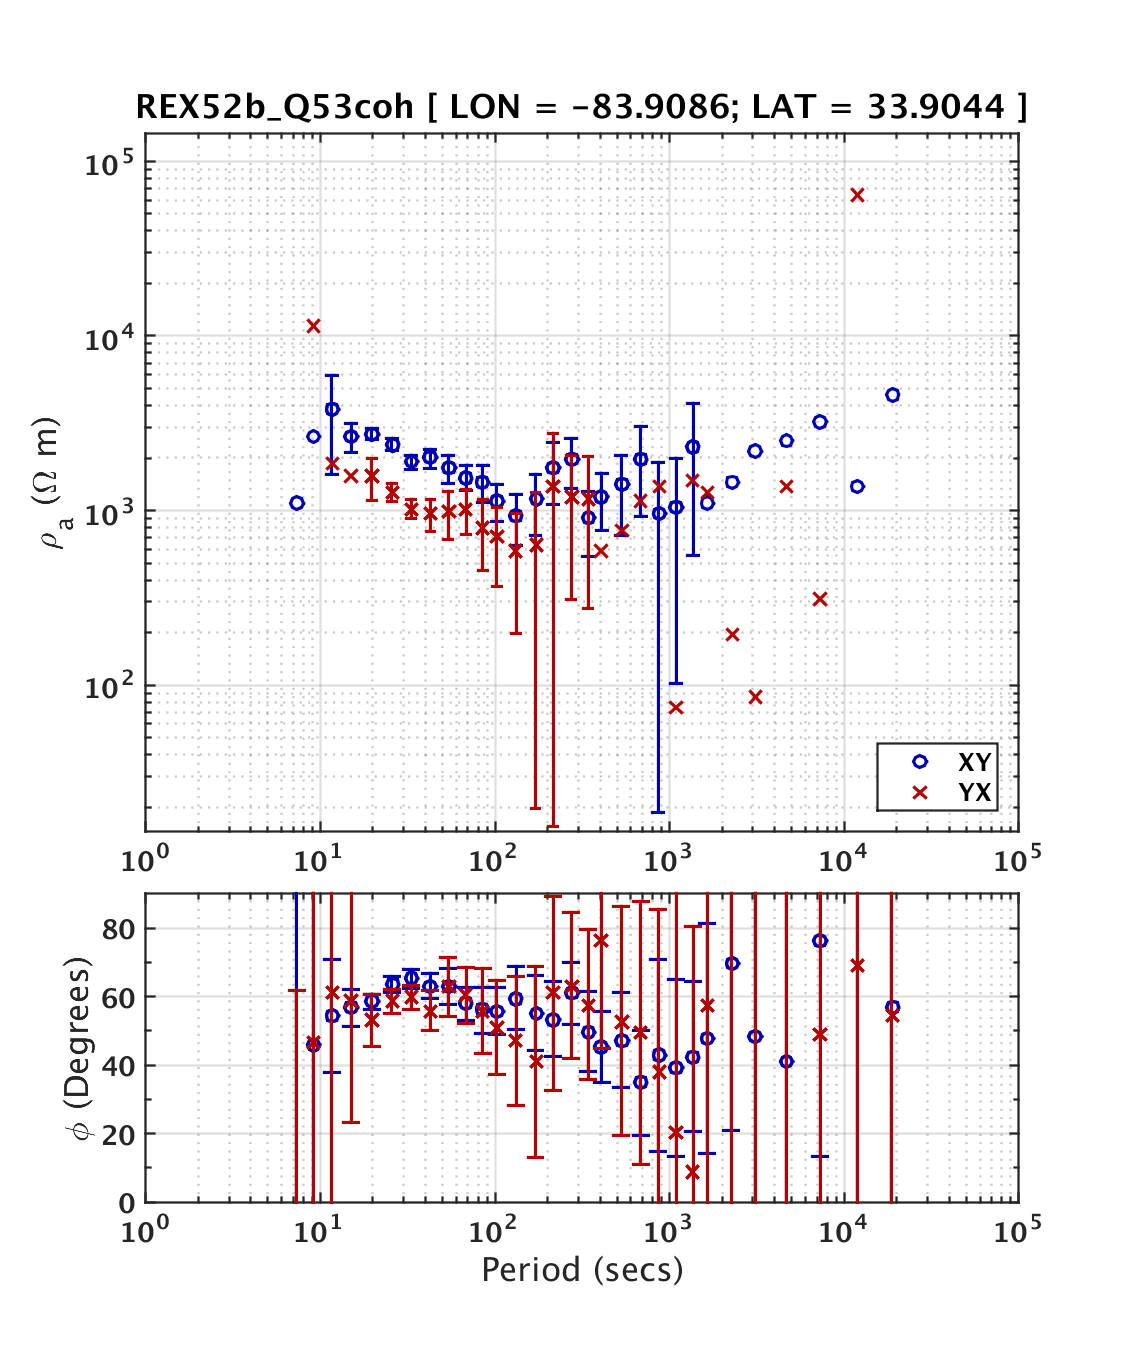 REX52b_Q53coh [ LON = -83.9086; LAT = 33.9044 ]
10^5
10^4
10^3
10^2
ρ_a (Ω m)
XY
YX
10^0 10^1 10^2 10^3 10^4 10^5
80
60
40
20
0
ϕ (Degrees)
10^0 10^1 10^2 10^3 10^4 10^5
Period (secs)